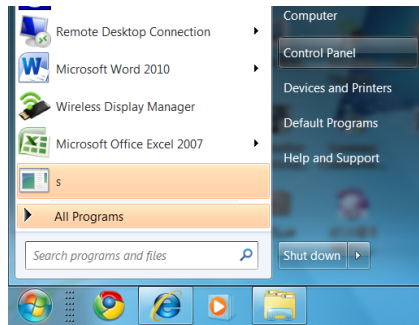 Remote Desktop Connection
Microsoft Word 2010
Wireless Display Manager
Microsoft Office Excel 2007
s
All Programs
Search programs and files
Computer
Control Panel
Devices and Printers
Default Programs
Help and Support
Shut down